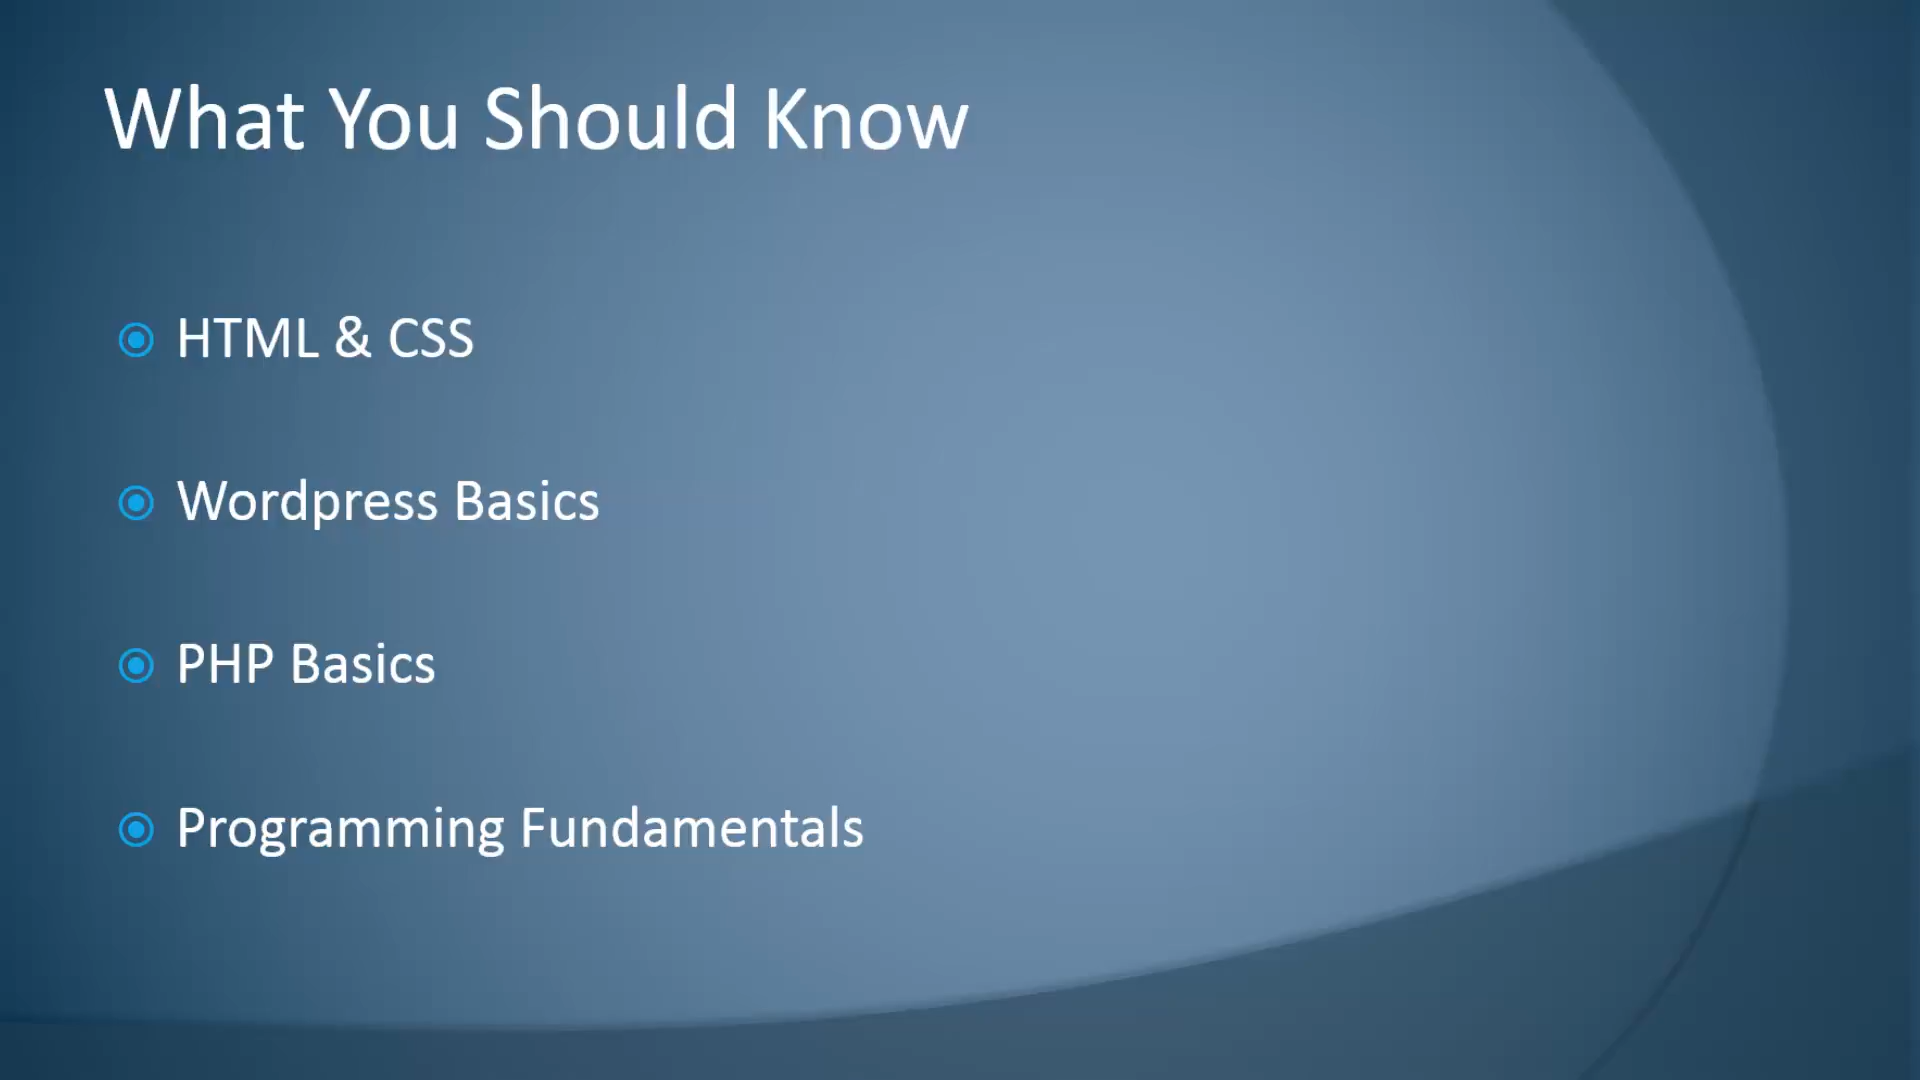 What You Should Know
HTML & CSS
Wordpress Basics
PHP Basics
Programming Fundamentals